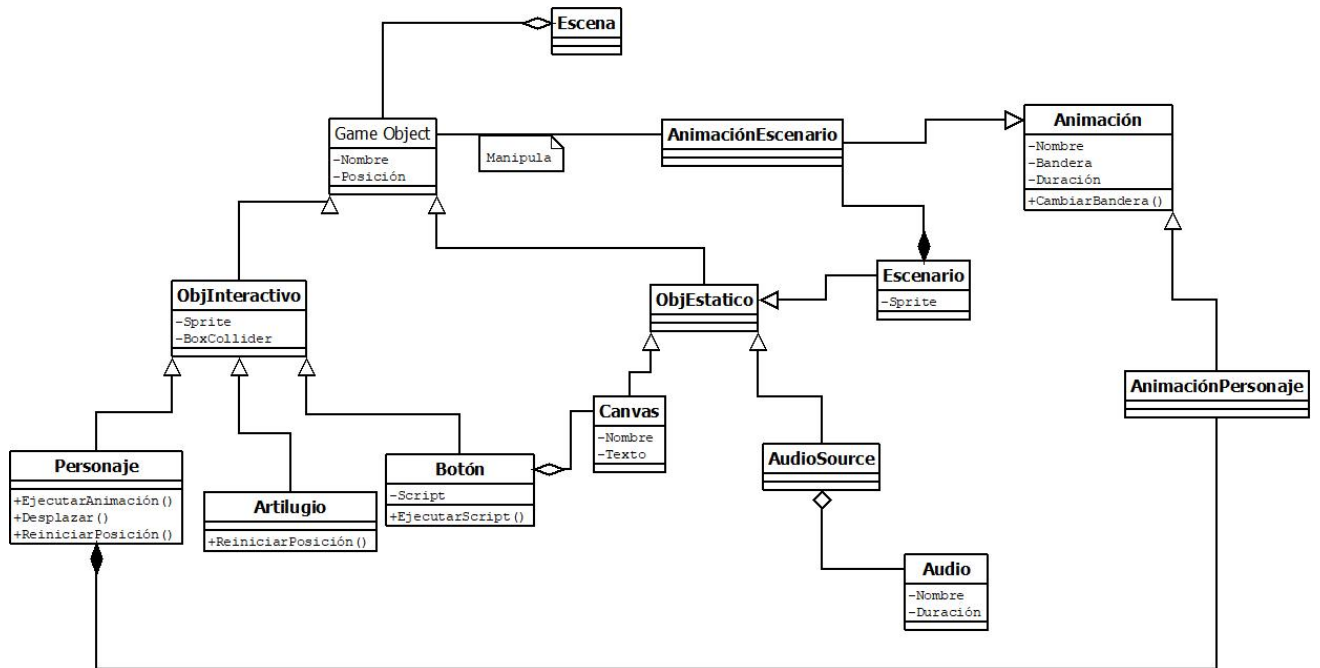 Escena
Game Object
-Nombre
-Posición
Manipula
AnimaciónEscenario
Animación
-Nombre
-Bandera
-Duración
+CambiarBandera()
ObjInteractivo
-Sprite
-BoxCollider
ObjEstatico
Escenario
-Sprite
AnimaciónPersonaje
Personaje
+EjecutarAnimación()
+Desplazar()
+ReiniciarPosición()
Artilugio
+ReiniciarPosición()
Botón
-Script
+EjecutarScript()
Canvas
-Nombre
-Texto
AudioSource
Audio
-Nombre
-Duración